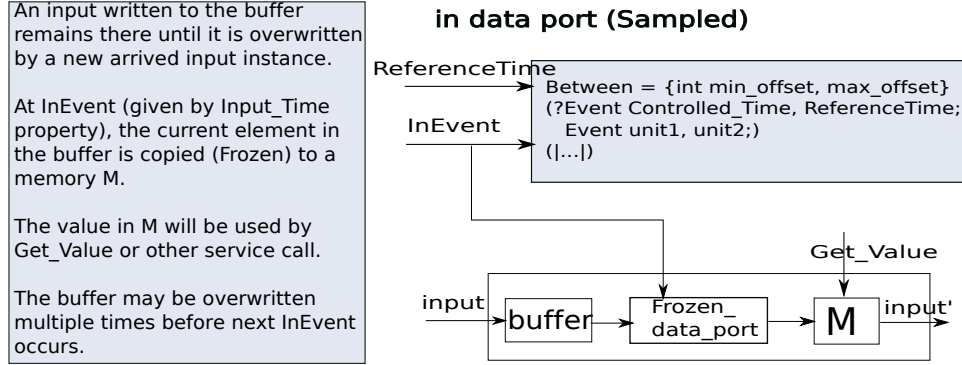 An input written to the buffer
remains there until it is overwritten
by a new arrived input instance.
At InEvent (given by Input_Time
property), the current element in
the buffer is copied (Frozen) to a
memory M.
The value in M will be used by
Get_Value or other service call.
The buffer may be overwritten
multiple times before next InEvent
occurs.
in data port (Sampled)
ReferenceTime
InEvent
Between = {int min_offset, max_offset}
(?Event Controlled_Time, ReferenceTime;
Event unit1, unit2;)
(|...|)
Get_Value
input
buffer
Frozen_
data_port
M
input'